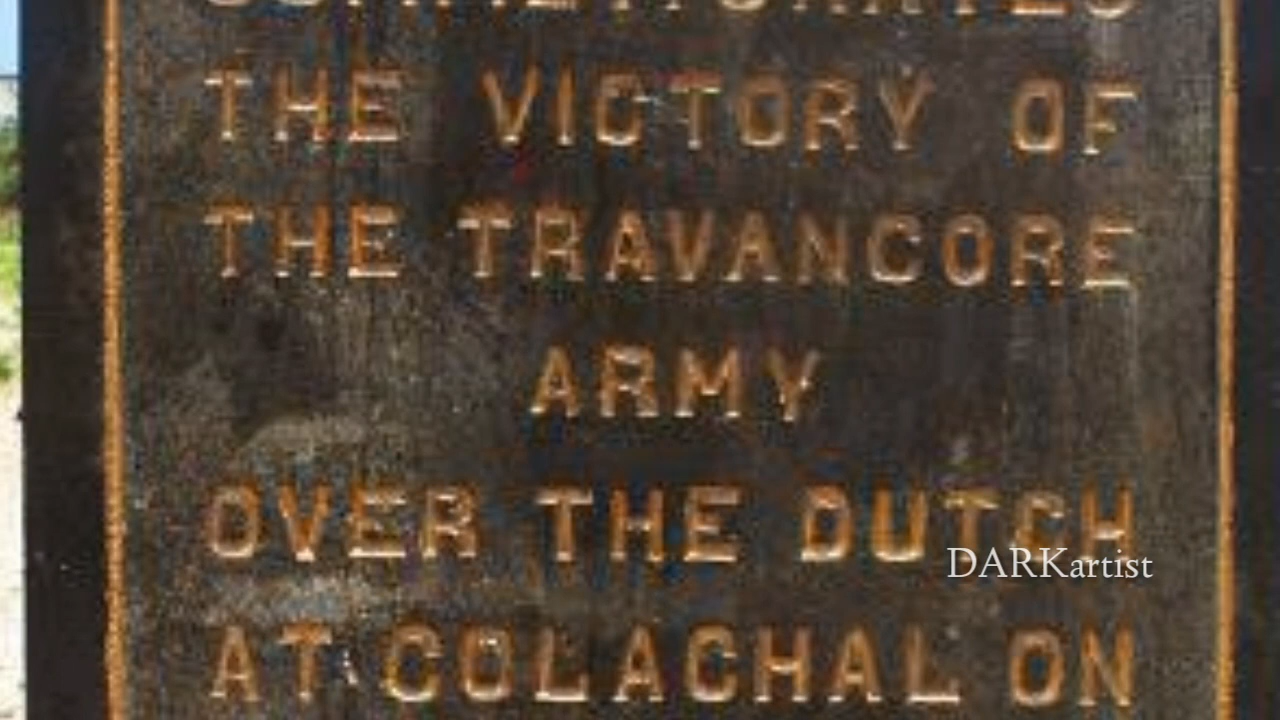 THE VICTORY OF
THE TRAVANCORE
ARMY
OVER THE DUTCH
DARKartist
AT COLACHAL ON